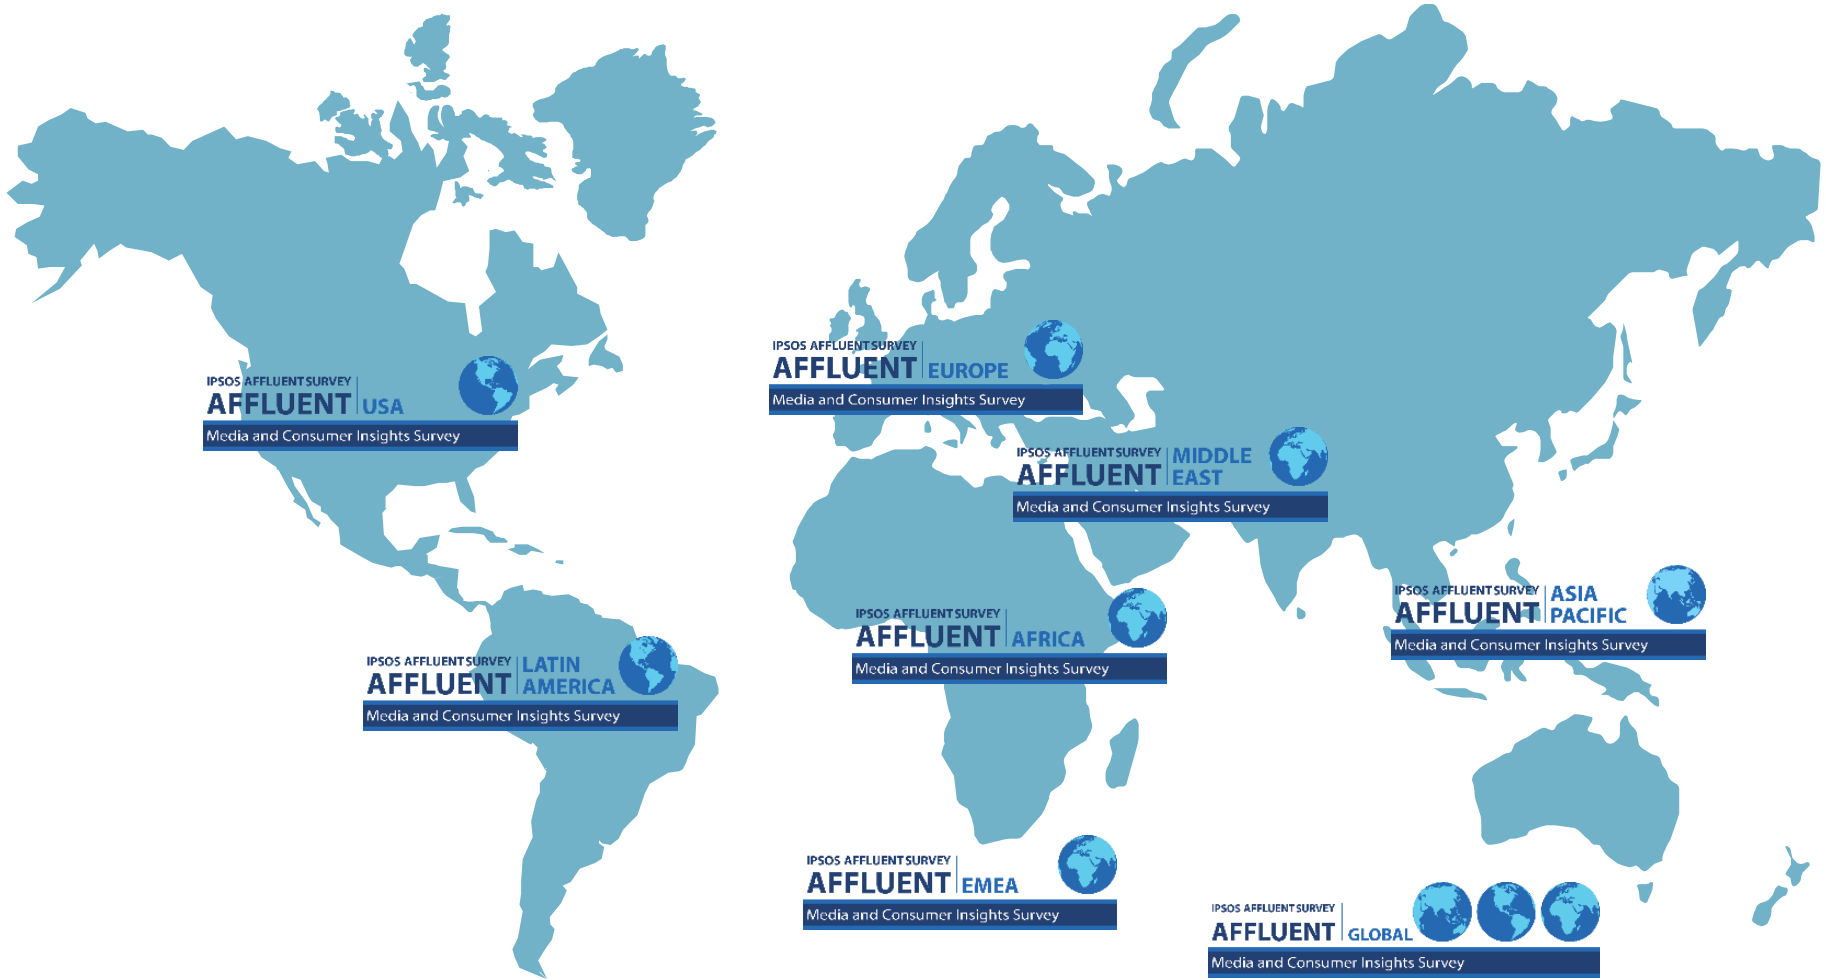 IPSOS AFFLUENT SURVEY
AFFLUENT EUROPE
Media and Consumer Insights Survey
IPSOS AFFLUENT SURVEY
AFFLUENT USA
Media and Consumer Insights Survey
IPSOS AFFLUENT SURVEY
AFFLUENT MIDDLE
EAST
Media and Consumer Insights Survey
IPSOS AFFLUENT SURVEY
AFFLUENT ASIA
PACIFIC
Media and Consumer Insights Survey
IPSOS AFFLUENT SURVEY
AFFLUENT AFRICA
Media and Consumer Insights Survey
IPSOS AFFLUENT SURVEY
AFFLUENT LATIN
AMERICA
Media and Consumer Insights Survey
IPSOS AFFLUENT SURVEY
AFFLUENT EMEA
Media and Consumer Insights Survey
IPSOS AFFLUENT SURVEY
AFFLUENT GLOBAL
Media and Consumer Insights Survey